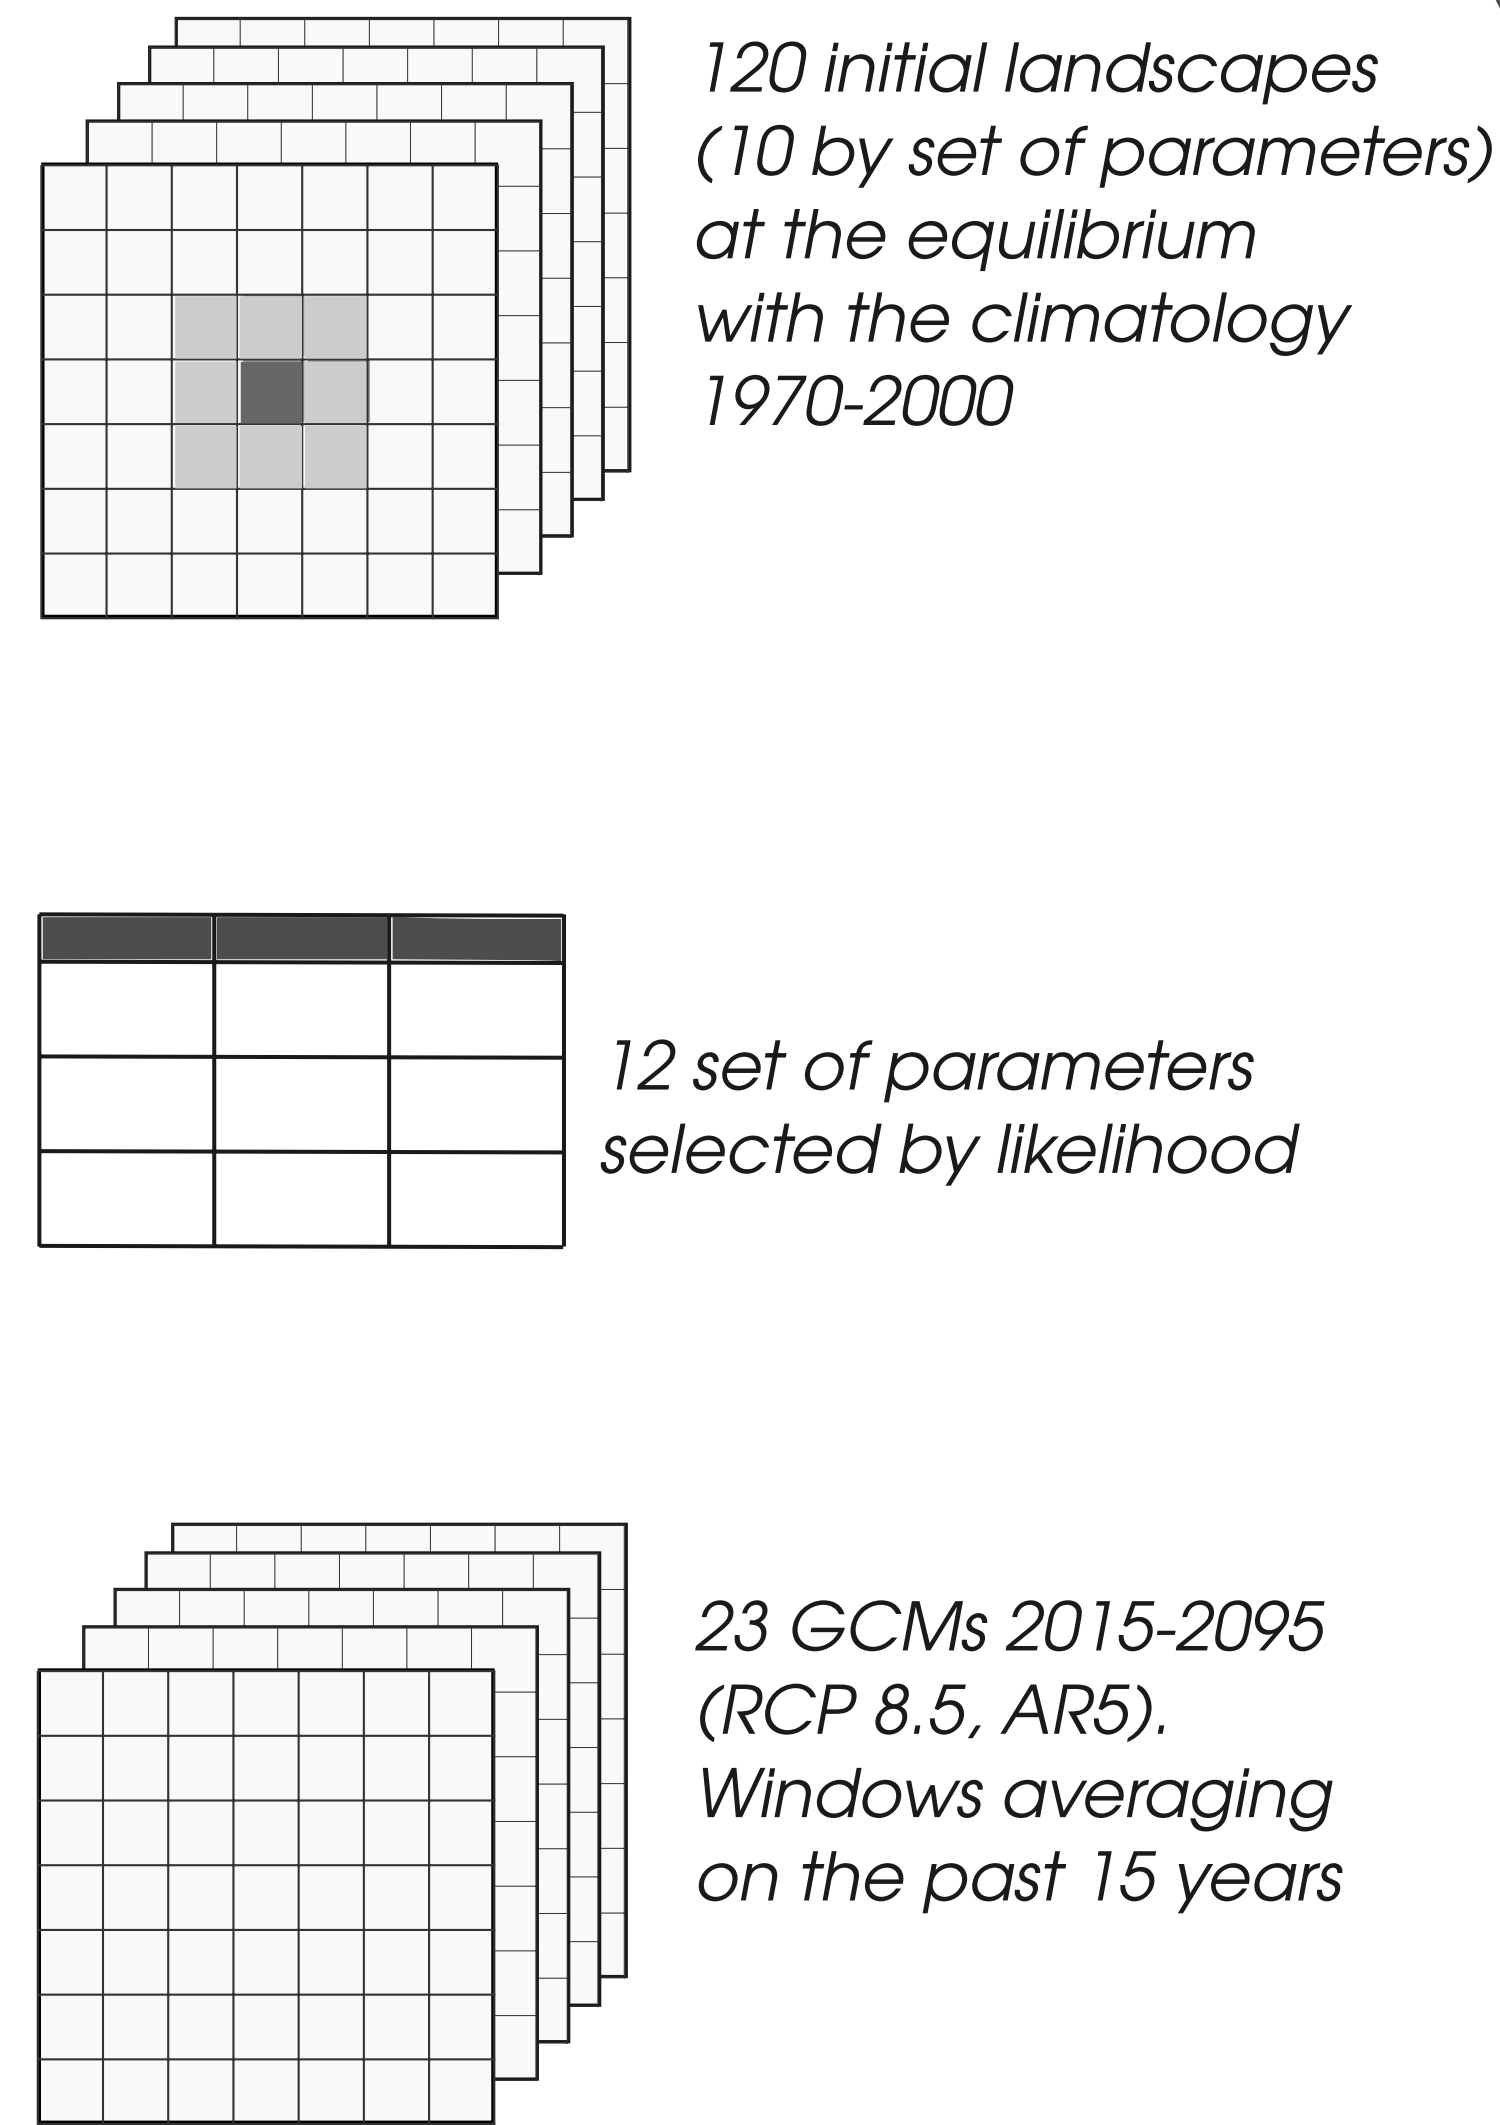 120 initial landscapes
(10 by set of parameters)
at the equilibrium
with the climatology
1970-2000
12 set of parameters
selected by likelihood
23 GCMs 2015-2095
(RCP 8.5, AR5).
Windows averaging
on the past 15 years